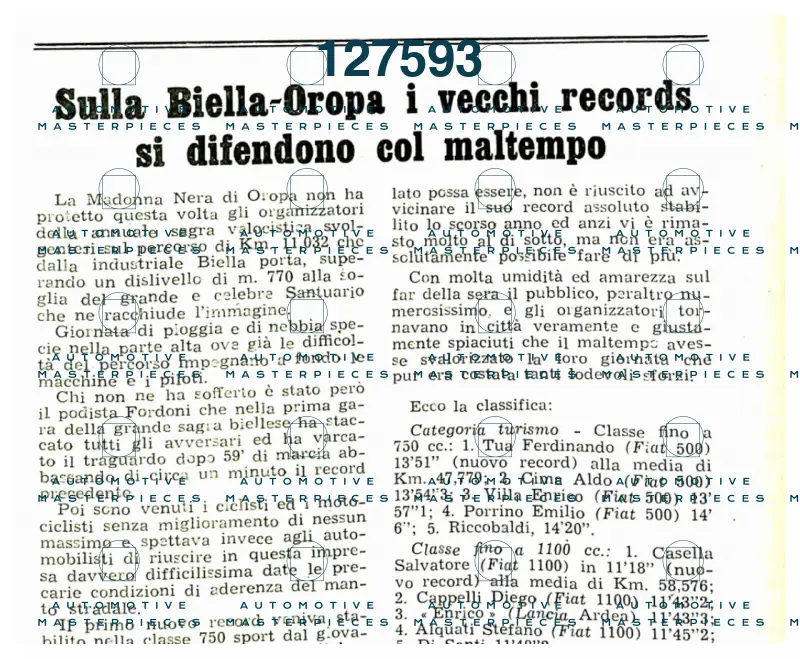 127593
Sulla Biella-Oropa i vecchi records
si difendono col maltempo
La Madonna Nera di Oropa non ha
protetto questa volta gli organizzatori
della annuale sagra valoristica svol-
gentesi sul percorso di Km. 11,032 che
dalla industriale Biella porta, supe-
rando un dislivello di m. 770 alla so-
glia del grande e celebre Santuario
che ne racchiude l'immagine.
Giornata di pioggia e di nebbia spe-
cie nella parte alta ove già le difficol-
tà del percorso impegnano a fondo le
macchine e i piloti.
Chi non ne ha sofferto è stato però
il podista Fordoni che nella prima ga-
ra della grande sagra biellese ha stac-
cato tutti gli avversari ed ha varca-
to il traguardo dopo 59' di marcia ab-
bassando di circa un minuto il record
precedente.
Poi sono venuti i ciclisti ed i moto-
ciclisti senza miglioramento di nessun
massimo e spettava invece agli auto-
mobilisti di riuscire in questa impre-
sa davvero difficilissima date le pre-
carie condizioni di aderenza del man-
to stradale.
Il primo nuovo record veniva sta-
bilito nella classe 750 sport dal giova-
lato possa essere, non è riuscito ad av-
vicinare il suo record assoluto stabi-
lito lo scorso anno ed anzi vi è rima-
sto molto al di sotto, ma non era as-
solutamente possibile fare di più.
Con molta umidità ed amarezza sul
far della sera il pubblico, peraltro nu-
merosissimo, e gli organizzatori tor-
navano in città veramente e giusta-
mente spiaciuti che il maltempo aves-
se svalorizzato la loro giornata che
pur era costata tanti lodevoli sforzi.
Ecco la classifica:
Categoria turismo - Classe fino a
750 cc.: 1. Tua Ferdinando (Fiat 500)
13'51" (nuovo record) alla media di
Km. 47,779; 2. Cima Aldo (Fiat 500)
13'54"3; 3. Villa Enrico (Fiat 500) 13'
57"1; 4. Porrino Emilio (Fiat 500) 14'
6"; 5. Riccobaldi, 14'20".
Classe fino a 1100 cc.: 1. Casella
Salvatore (Fiat 1100) in 11'18" (nuo-
vo record) alla media di Km. 58,576;
2. Cappelli Diego (Fiat 1100) 11'43"2;
3. « Enrico » (Lancia Ardea) 11'43"3;
4. Alquati Stefano (Fiat 1100) 11'45"2;
AUTOMOTIVE
MASTERPIECES